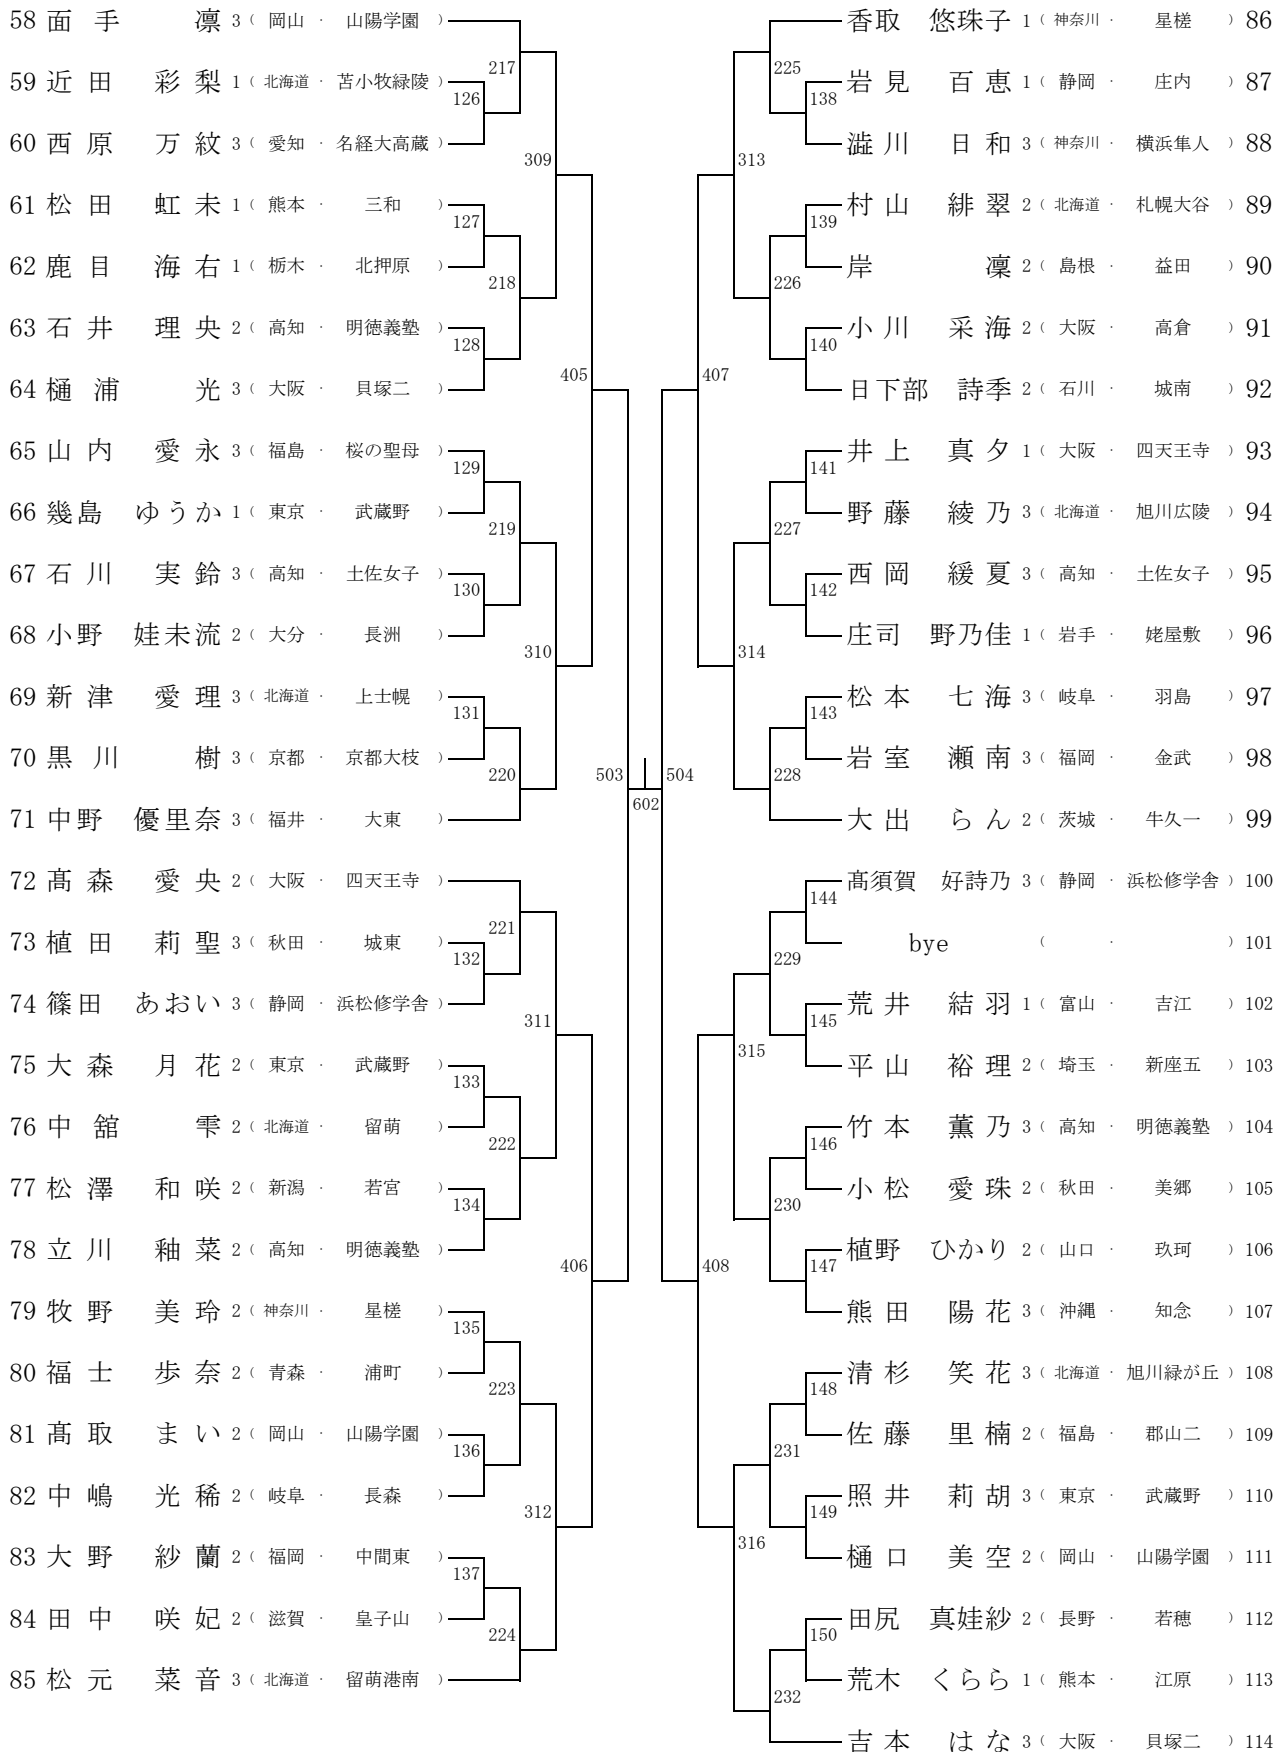 58 面手 凛 3 ( 岡山 · 山陽学園 )
59 近田 彩梨 1 ( 北海道 · 苫小牧緑陵 )
60 西原 万紋 3 ( 愛知 · 名経大高蔵 )
61 松田 虹未 1 ( 熊本 · 三和 )
62 鹿目 海右 1 ( 栃木 · 北押原 )
63 石井 理央 2 ( 高知 · 明徳義塾 )
64 樋浦 光 3 ( 大阪 · 貝塚二 )
65 山内 愛永 3 ( 福島 · 桜の聖母 )
66 幾島 ゆうか 1 ( 東京 · 武蔵野 )
67 石川 実鈴 3 ( 高知 · 土佐女子 )
68 小野 娃未流 2 ( 大分 · 長洲 )
69 新津 愛理 3 ( 北海道 · 上士幌 )
70 黒川 樹 3 ( 京都 · 京都大枝 )
71 中野 優里奈 3 ( 福井 · 大東 )
72 髙森 愛央 2 ( 大阪 · 四天王寺 )
73 植田 莉聖 3 ( 秋田 · 城東 )
74 篠田 あおい 3 ( 静岡 · 浜松修学舎 )
75 大森 月花 2 ( 東京 · 武蔵野 )
76 中舘 雫 2 ( 北海道 · 留萌 )
77 松澤 和咲 2 ( 新潟 · 若宮 )
78 立川 釉菜 2 ( 高知 · 明徳義塾 )
79 牧野 美玲 2 ( 神奈川 · 星槎 )
80 福士 歩奈 2 ( 青森 · 浦町 )
81 髙取 まい 2 ( 岡山 · 山陽学園 )
82 中嶋 光稀 2 ( 岐阜 · 長森 )
83 大野 紗蘭 2 ( 福岡 · 中間東 )
84 田中 咲妃 2 ( 滋賀 · 皇子山 )
85 松元 菜音 3 ( 北海道 · 留萌港南 )
126
127
128
129
130
131
132
133
134
135
136
137
217
218
219
220
221
222
223
224
309
310
311
312
405
406
503
602
504
407
408
313
314
315
316
225
226
227
228
229
230
231
232
138
139
140
141
142
143
144
145
146
147
148
149
150
香取 悠珠子 1 ( 神奈川 · 星槎 ) 86
岩見 百恵 1 ( 静岡 · 庄内 ) 87
澁川 日和 3 ( 神奈川 · 横浜隼人 ) 88
村山 緋翠 2 ( 北海道 · 札幌大谷 ) 89
岸 凜 2 ( 島根 · 益田 ) 90
小川 采海 2 ( 大阪 · 高倉 ) 91
日下部 詩季 2 ( 石川 · 城南 ) 92
井上 真夕 1 ( 大阪 · 四天王寺 ) 93
野藤 綾乃 3 ( 北海道 · 旭川広陵 ) 94
西岡 緩夏 3 ( 高知 · 土佐女子 ) 95
庄司 野乃佳 1 ( 岩手 · 姥屋敷 ) 96
松本 七海 3 ( 岐阜 · 羽島 ) 97
岩室 瀬南 3 ( 福岡 · 金武 ) 98
大出 らん 2 ( 茨城 · 牛久一 ) 99
髙須賀 好詩乃 3 ( 静岡 · 浜松修学舎 ) 100
bye ( · ) 101
荒井 結羽 1 ( 富山 · 吉江 ) 102
平山 裕理 2 ( 埼玉 · 新座五 ) 103
竹本 薫乃 3 ( 高知 · 明徳義塾 ) 104
小松 愛珠 2 ( 秋田 · 美郷 ) 105
植野 ひかり 2 ( 山口 · 玖珂 ) 106
熊田 陽花 3 ( 沖縄 · 知念 ) 107
清杉 笑花 3 ( 北海道 · 旭川緑が丘 ) 108
佐藤 里楠 2 ( 福島 · 郡山二 ) 109
照井 莉胡 3 ( 東京 · 武蔵野 ) 110
樋口 美空 2 ( 岡山 · 山陽学園 ) 111
田尻 真娃紗 2 ( 長野 · 若穂 ) 112
荒木 くらら 1 ( 熊本 · 江原 ) 113
吉本 はな 3 ( 大阪 · 貝塚二 ) 114